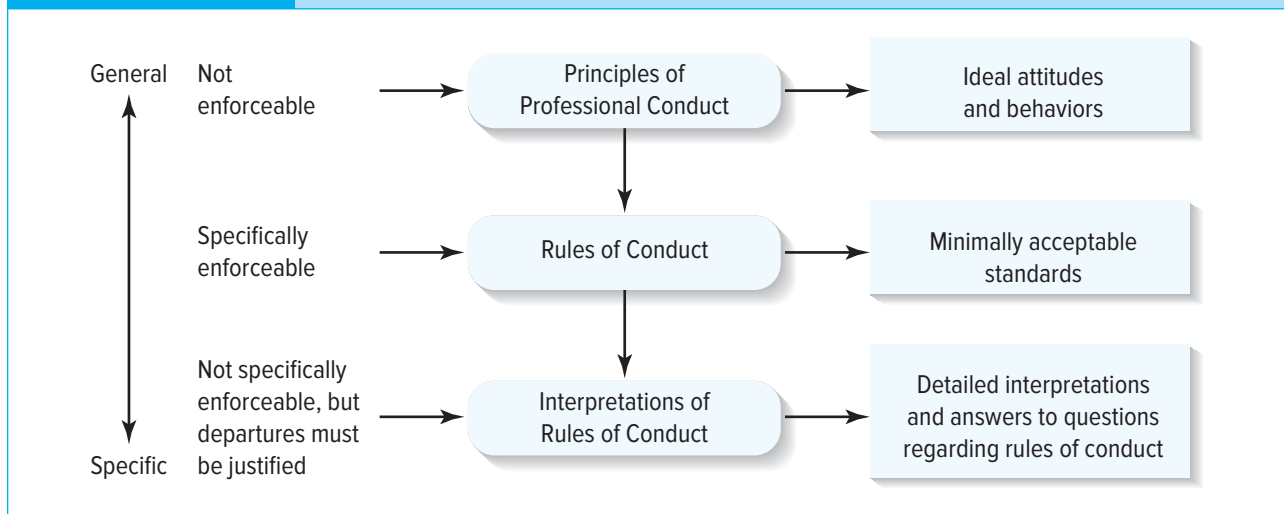 General
Not
enforceable
Principles of
Professional Conduct
Ideal attitudes
and behaviors
Specifically
enforceable
Rules of Conduct
Minimally acceptable
standards
Not specifically
enforceable, but
departures must
be justified
Specific
Interpretations of
Rules of Conduct
Detailed interpretations
and answers to questions
regarding rules of conduct